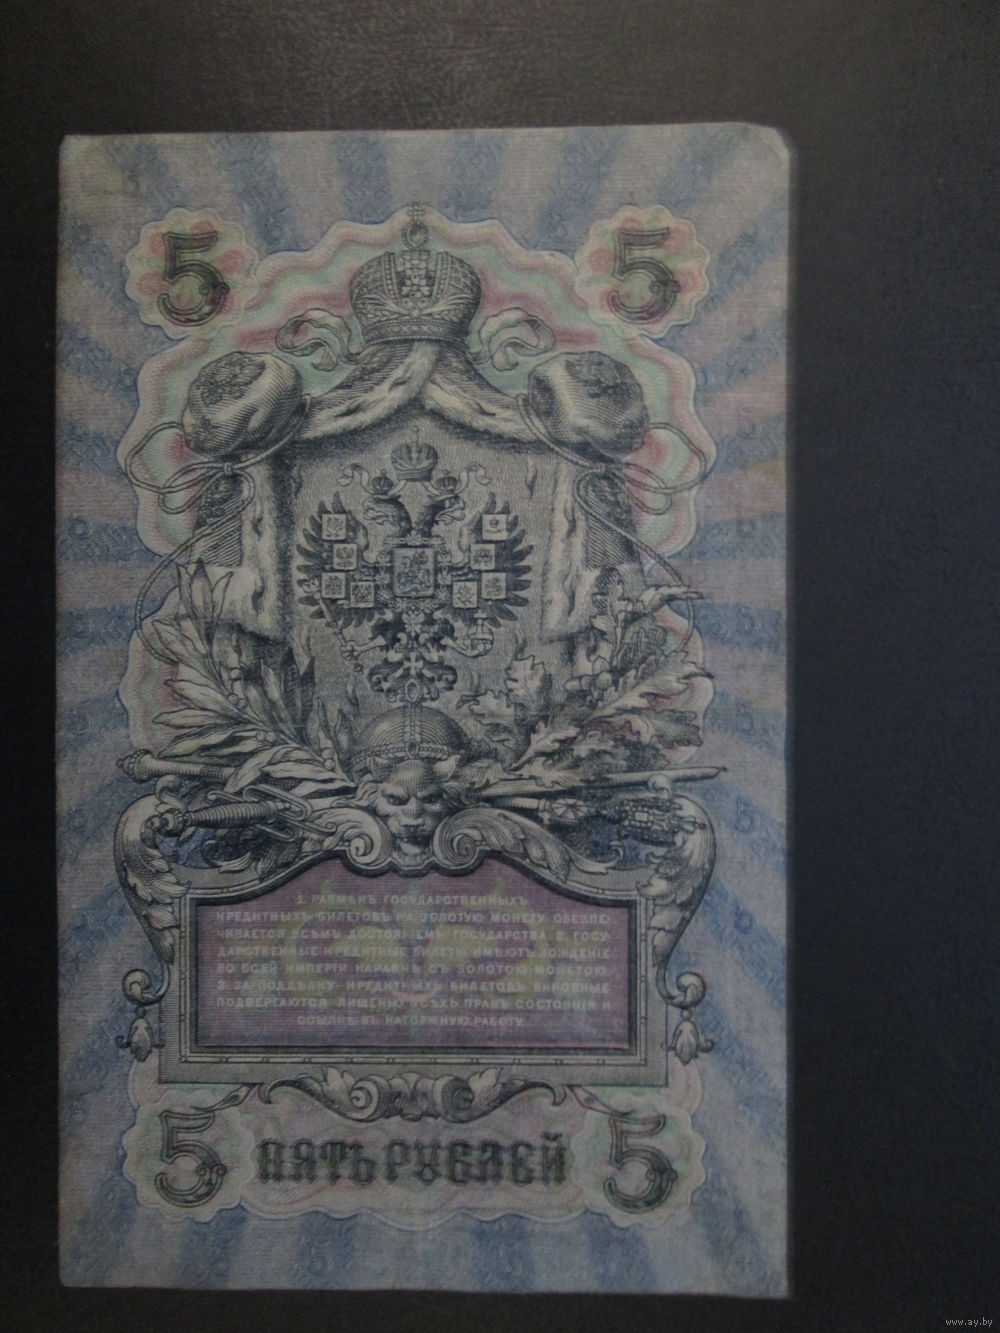 5 5
1. РАЗМѢНЪ ГОСУДАРСТВЕННЫХЪ
КРЕДИТНЫХЪ БИЛЕТОВЪ НА ЗОЛОТУЮ МОНЕТУ ОБЕЗПЕ-
ЧИВАЕТСЯ ВСѢМЪ ДОСТОЯНІЕМЪ ГОСУДАРСТВА. 2. ГОСУ-
ДАРСТВЕННЫЕ КРЕДИТНЫЕ БИЛЕТЫ ИМѢЮТЪ ХОЖДЕНІЕ
ВО ВСЕЙ ИМПЕРІИ НАРАВНѢ СЪ ЗОЛОТОЮ МОНЕТОЮ.
3. ЗА ПОДДѢЛКУ КРЕДИТНЫХЪ БИЛЕТОВЪ ВИНОВНЫЕ
ПОДВЕРГАЮТСЯ ЛИШЕНІЮ ВСѢХЪ ПРАВЪ СОСТОЯНІЯ И
ССЫЛКѢ ВЪ КАТОРЖНУЮ РАБОТУ.
5 ПЯТЬ РУБЛЕЙ 5
www.ay.by